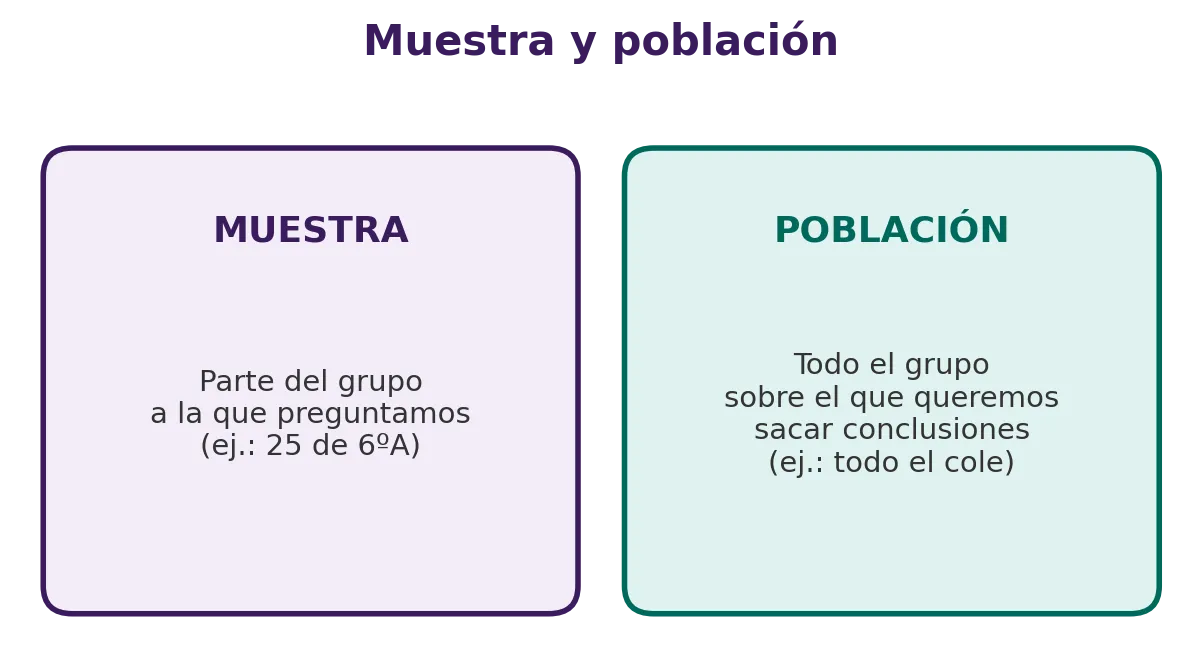 Muestra y población
MUESTRA
Parte del grupo
a la que preguntamos
(ej.: 25 de 6ºA)
POBLACIÓN
Todo el grupo
sobre el que queremos
sacar conclusiones
(ej.: todo el cole)